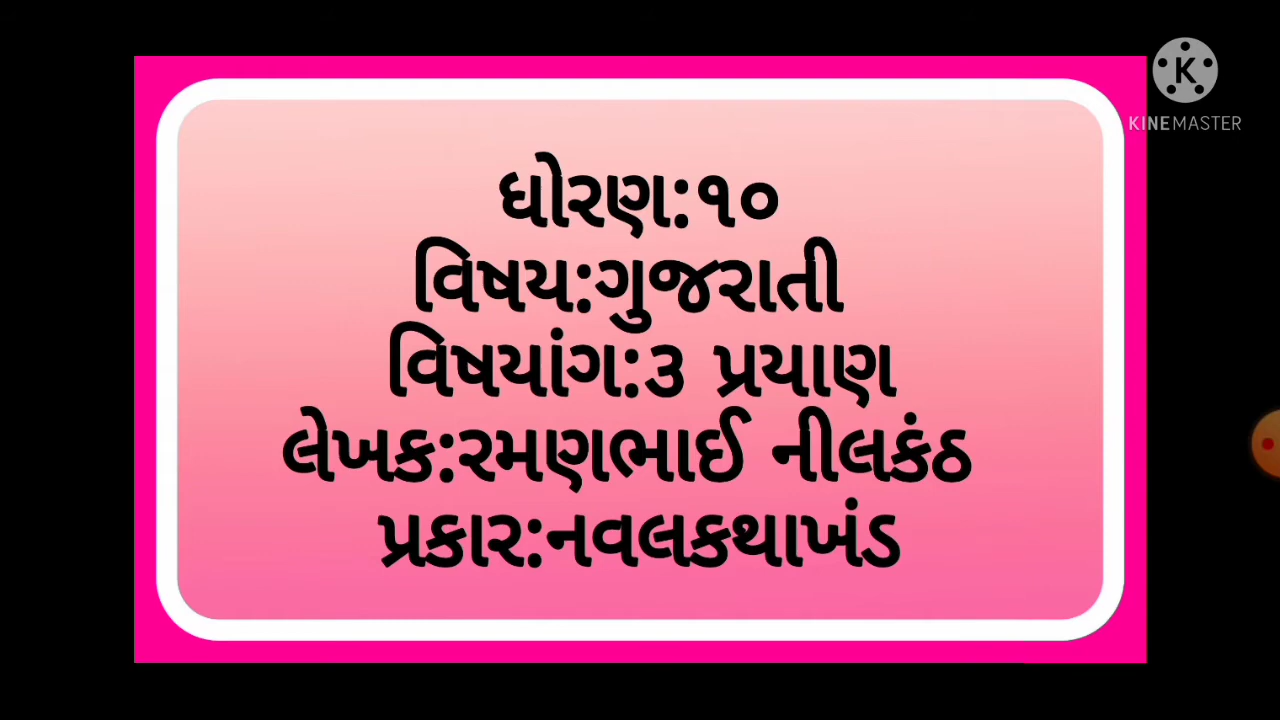 KINEMASTER
ધોરણ:૧૦
વિષય:ગુજરાતી
વિષયાંગ:૩ પ્રયાણ
લેખક:રમણભાઈ નીલકંઠ
પ્રકાર:નવલકથાખંડ